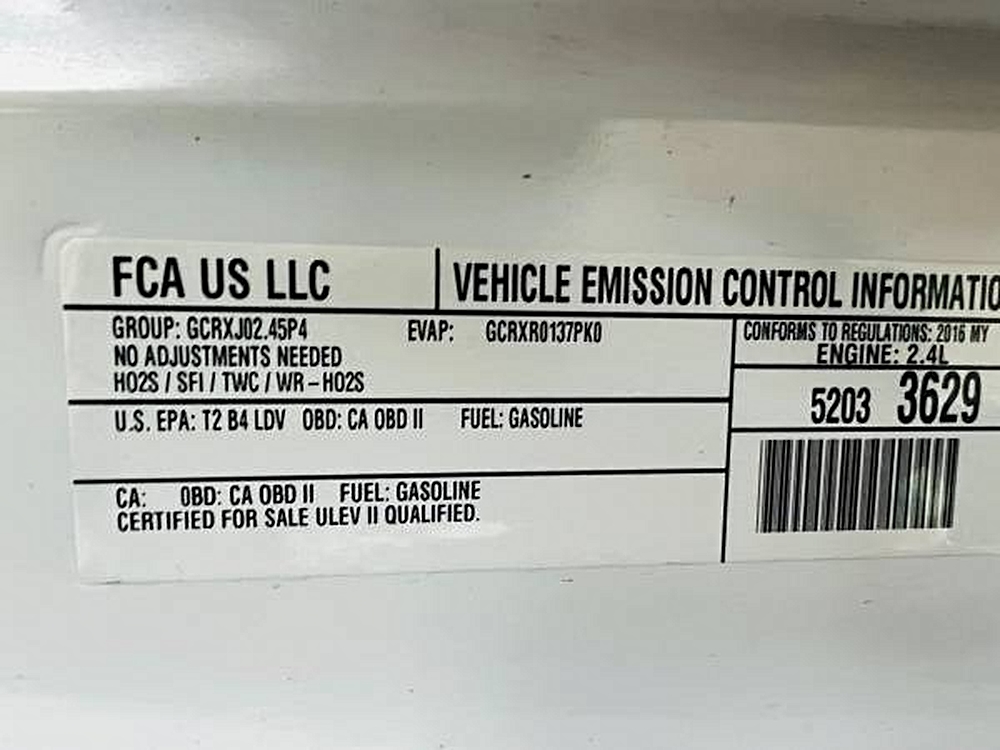 FCA US LLC
VEHICLE EMISSION CONTROL INFORMATIO
GROUP: GCRXJ02.45P4 EVAP: GCRXR0137PK0
NO ADJUSTMENTS NEEDED
HO2S / SFI / TWC / WR-HO2S
CONFORMS TO REGULATIONS: 2016 MY
ENGINE: 2.4L
5203 3629
U.S. EPA: T2 B4 LDV OBD: CA OBD II FUEL: GASOLINE
CA: OBD: CA OBD II FUEL: GASOLINE
CERTIFIED FOR SALE ULEV II QUALIFIED.